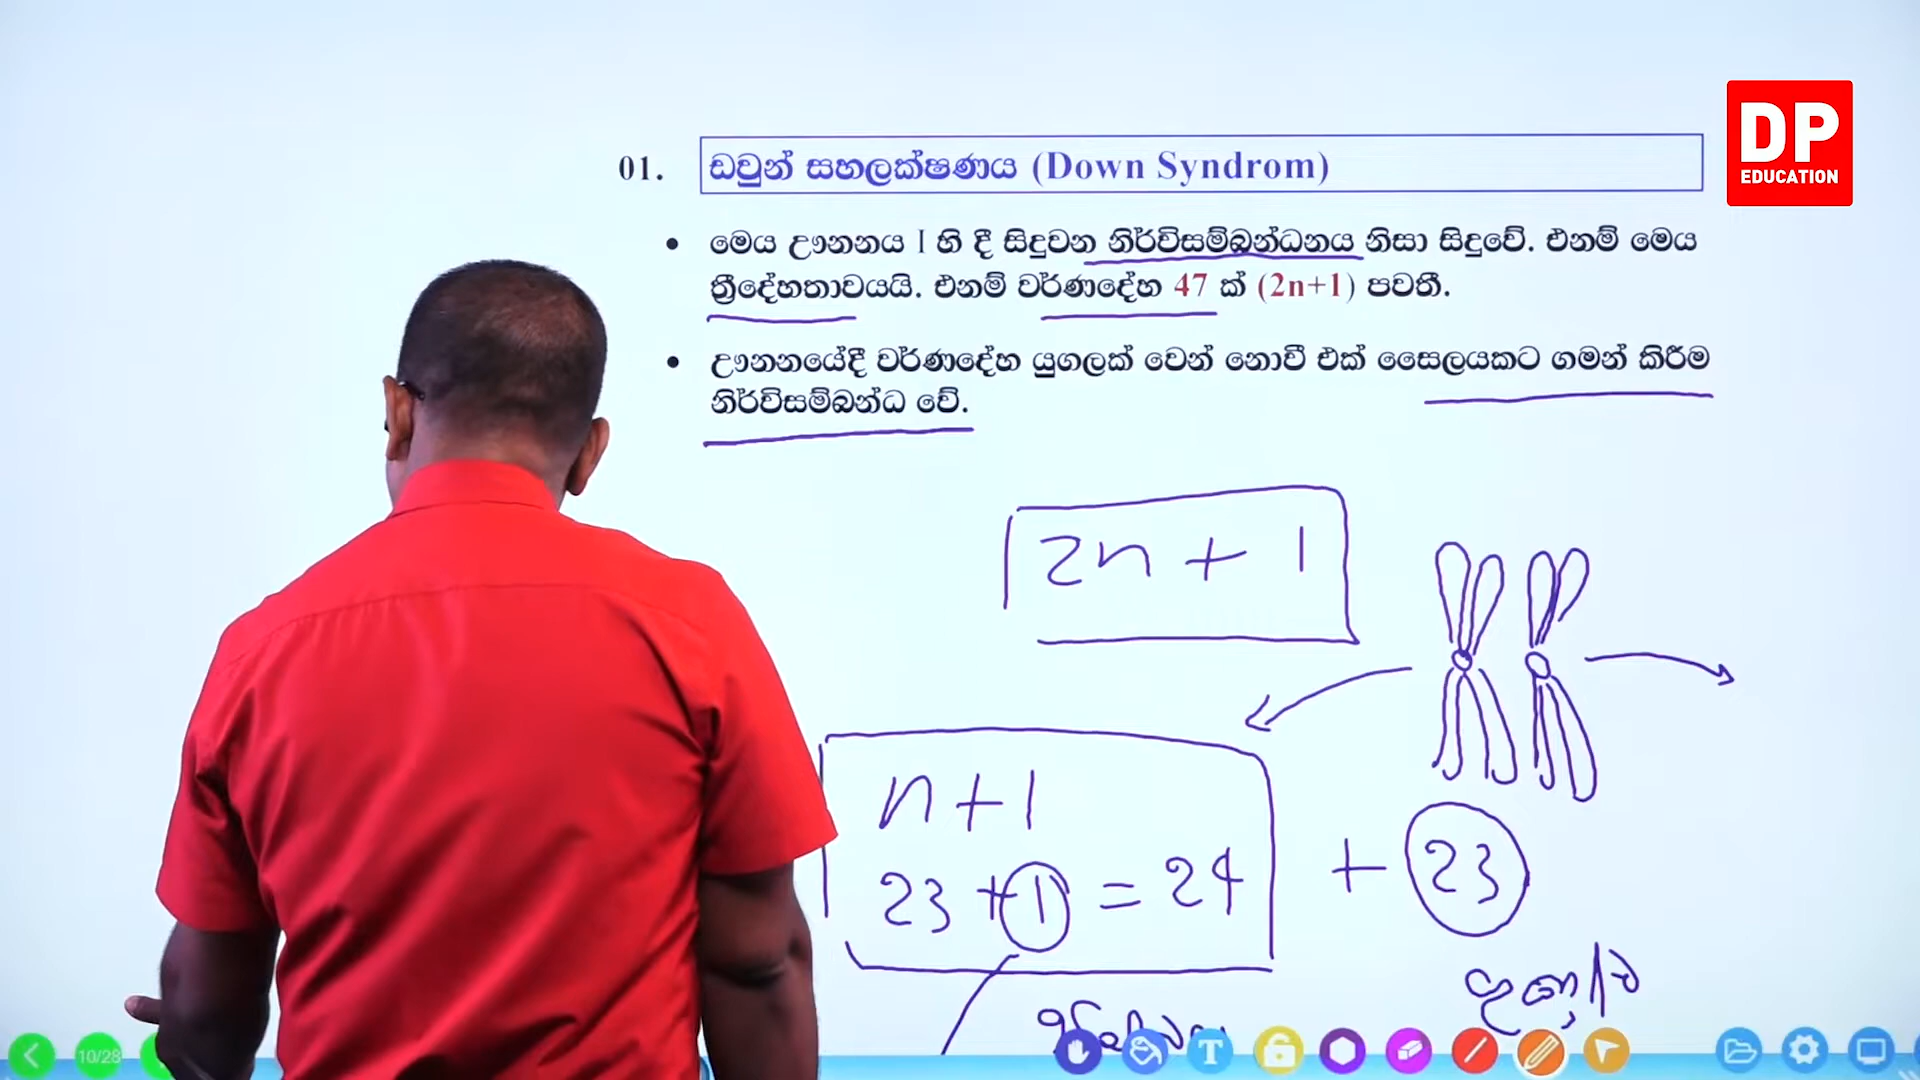 DP
EDUCATION
01. ඩවුන් සහලක්ෂණය (Down Syndrom)
• මෙය ඌනනය I හි දී සිදුවන නිර්විසම්බන්ධනය නිසා සිදුවේ. එනම් මෙය
ත්‍රීදේහතාවයයි. එනම් වර්ණදේහ 47 ක් (2n+1) පවතී.
• ඌනනයේදී වර්ණදේහ යුගලක් වෙන් නොවී එක් සෛලයකට ගමන් කිරීම
නිර්විසම්බන්ධ වේ.
2n + 1
n + 1
23 + 1 = 24 + 23
10/28
T